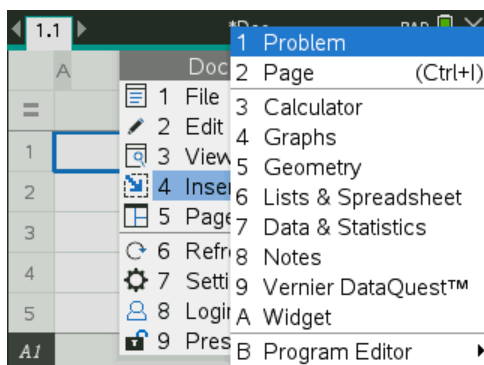 1.1
*Doc
RAD
A
Doc
1 File
2 Edit
3 View
4 Inser
5 Page
6 Refr
7 Setti
8 Login
9 Pres
1
2
3
4
5
A1
1 Problem
2 Page (Ctrl+I)
3 Calculator
4 Graphs
5 Geometry
6 Lists & Spreadsheet
7 Data & Statistics
8 Notes
9 Vernier DataQuest™
A Widget
B Program Editor